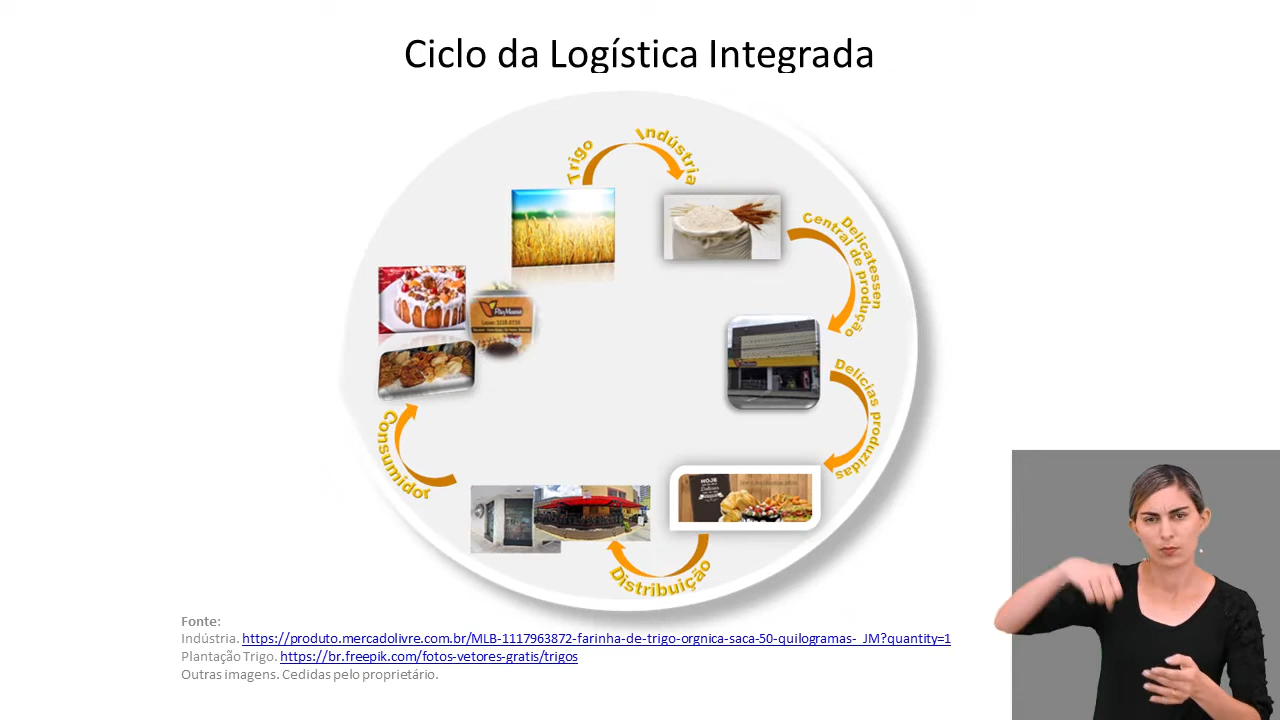 Ciclo da Logística Integrada
Trigo
Indústria
Delicatessen
Central de produção
Delícias produzidas
Distribuição
Consumidor
HOJE
Fonte:
Indústria. https://produto.mercadolivre.com.br/MLB-1117963872-farinha-de-trigo-orgnica-saca-50-quilogramas-_JM?quantity=1
Plantação Trigo. https://br.freepik.com/fotos-vetores-gratis/trigos
Outras imagens. Cedidas pelo proprietário.